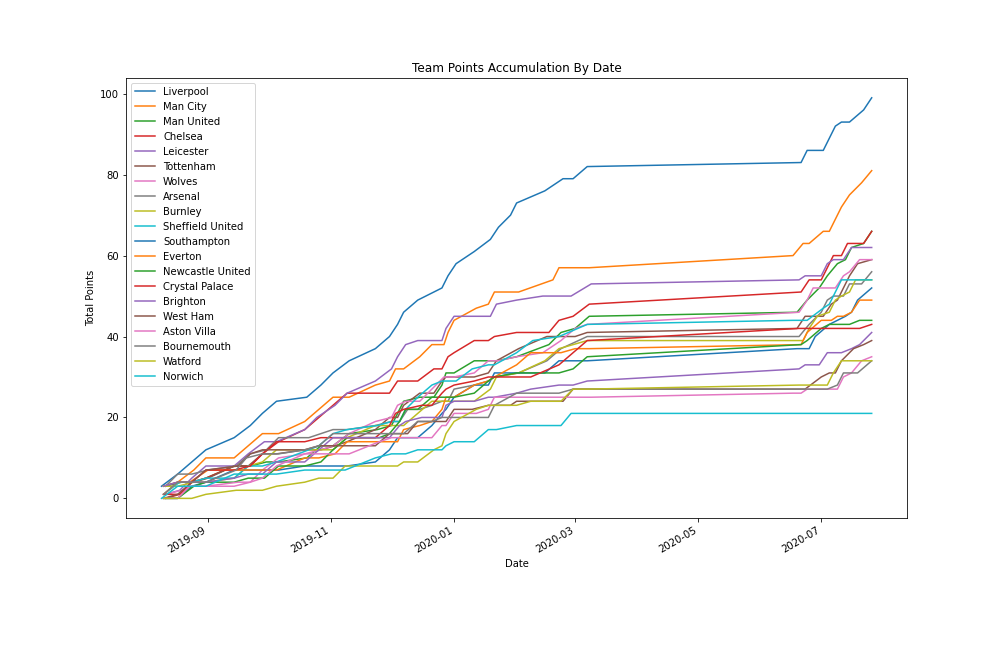 Team Points Accumulation By Date
Total Points
100
80
60
40
20
0
Liverpool
Man City
Man United
Chelsea
Leicester
Tottenham
Wolves
Arsenal
Burnley
Sheffield United
Southampton
Everton
Newcastle United
Crystal Palace
Brighton
West Ham
Aston Villa
Bournemouth
Watford
Norwich
2019-09
2019-11
2020-01
2020-03
2020-05
2020-07
Date